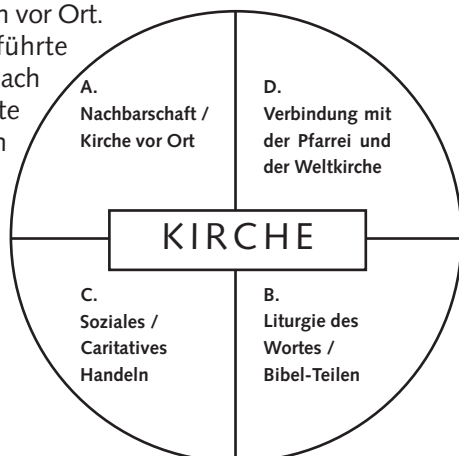 n vor Ort.
führte
ach
te
n
A.
Nachbarschaft /
Kirche vor Ort
D.
Verbindung mit
der Pfarrei und
der Weltkirche
KIRCHE
C.
Soziales /
Caritatives
Handeln
B.
Liturgie des
Wortes /
Bibel-Teilen